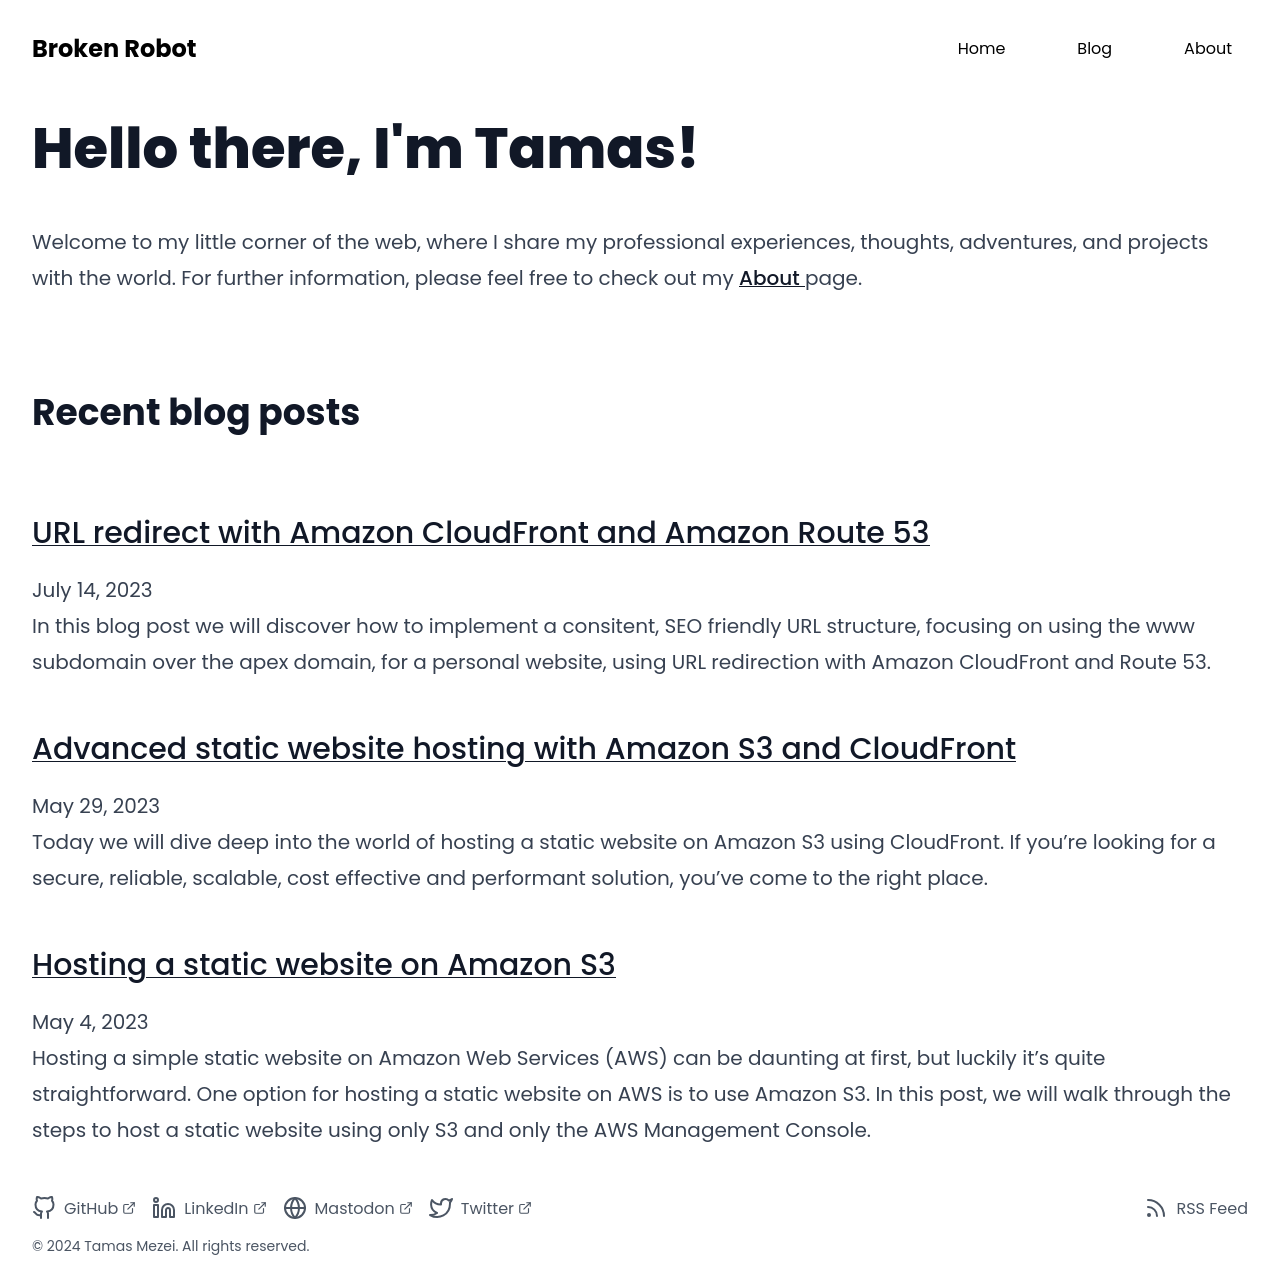 Broken Robot
Home
Blog
About
Hello there, I'm Tamas!
Welcome to my little corner of the web, where I share my professional experiences, thoughts, adventures, and projects
with the world. For further information, please feel free to check out my About page.
Recent blog posts
URL redirect with Amazon CloudFront and Amazon Route 53
July 14, 2023
In this blog post we will discover how to implement a consitent, SEO friendly URL structure, focusing on using the www
subdomain over the apex domain, for a personal website, using URL redirection with Amazon CloudFront and Route 53.
Advanced static website hosting with Amazon S3 and CloudFront
May 29, 2023
Today we will dive deep into the world of hosting a static website on Amazon S3 using CloudFront. If you’re looking for a
secure, reliable, scalable, cost effective and performant solution, you’ve come to the right place.
Hosting a static website on Amazon S3
May 4, 2023
Hosting a simple static website on Amazon Web Services (AWS) can be daunting at first, but luckily it’s quite
straightforward. One option for hosting a static website on AWS is to use Amazon S3. In this post, we will walk through the
steps to host a static website using only S3 and only the AWS Management Console.
GitHub
LinkedIn
Mastodon
Twitter
RSS Feed
© 2024 Tamas Mezei. All rights reserved.